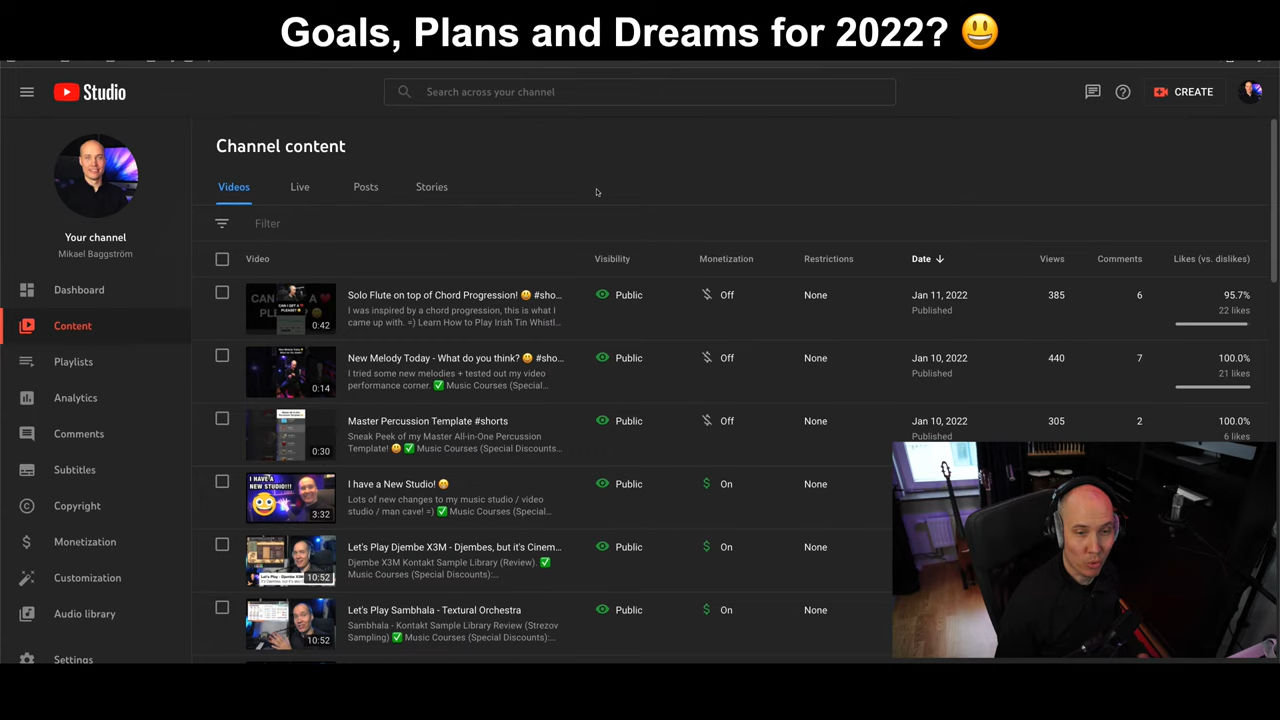 Goals, Plans and Dreams for 2022? 😃
Studio
Search across your channel
CREATE
Your channel
Mikael Baggström
Dashboard
Content
Playlists
Analytics
Comments
Subtitles
Copyright
Monetization
Customization
Audio library
Settings
Channel content
Videos Live Posts Stories
Filter
Video Visibility Monetization Restrictions Date Views Comments Likes (vs. dislikes)
0:42
Solo Flute on top of Chord Progression! 😃 #sho...
I was inspired by a chord progression, this is what I
came up with. =) Learn How to Play Irish Tin Whistl...
Public Off None Jan 11, 2022 385 6 95.7%
Published 22 likes
0:14
New Melody Today - What do you think? 😃 #sho...
I tried some new melodies + tested out my video
performance corner. ✅ Music Courses (Special...
Public Off None Jan 10, 2022 440 7 100.0%
Published 21 likes
0:30
Master Percussion Template #shorts
Sneak Peek of my Master All-in-One Percussion
Template! 😃 ✅ Music Courses (Special Discounts):...
Public Off None Jan 10, 2022 305 2 100.0%
Published 6 likes
I HAVE A
NEW STUDIO!!!
3:32
I have a New Studio! 😁
Lots of new changes to my music studio / video
studio / man cave! =) ✅ Music Courses (Special...
Public On None
10:52
Let's Play Djembe X3M - Djembes, but it's Cinem...
Djembe X3M Kontakt Sample Library (Review). ✅
Music Courses (Special Discounts):...
Public On None
10:52
Let's Play Sambhala - Textural Orchestra
Sambhala - Kontakt Sample Library Review (Strezov
Sampling) ✅ Music Courses (Special Discounts):...
Public On None